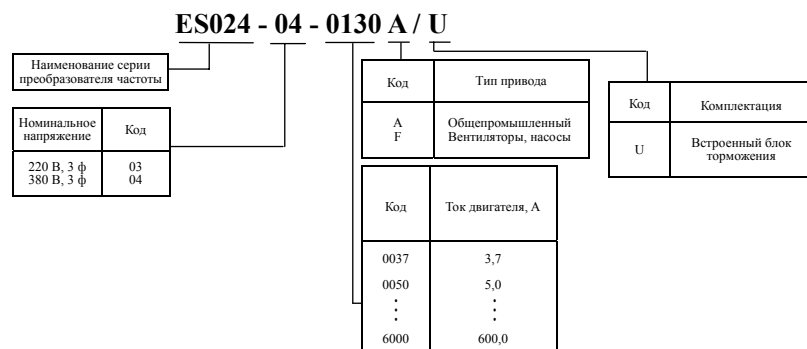 ES024 - 04 - 0130 A / U
Наименование серии
преобразователя частоты
Номинальное
напряжение
Код
220 В, 3 ф
03
380 В, 3 ф
04
Код
Тип привода
A
Общепромышленный
F
Вентиляторы, насосы
Код
Ток двигателя, А
0037
3,7
0050
5,0
6000
600,0
Код
Комплектация
U
Встроенный блок
торможения